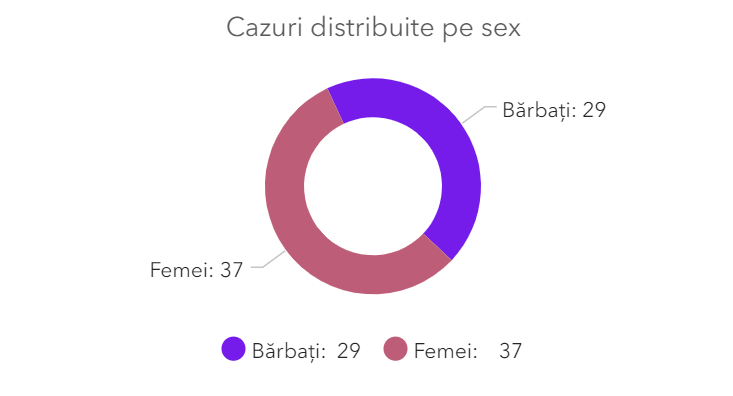 Cazuri distribuite pe sex
Bărbați: 29
Femei: 37
Bărbați: 29 Femei: 37